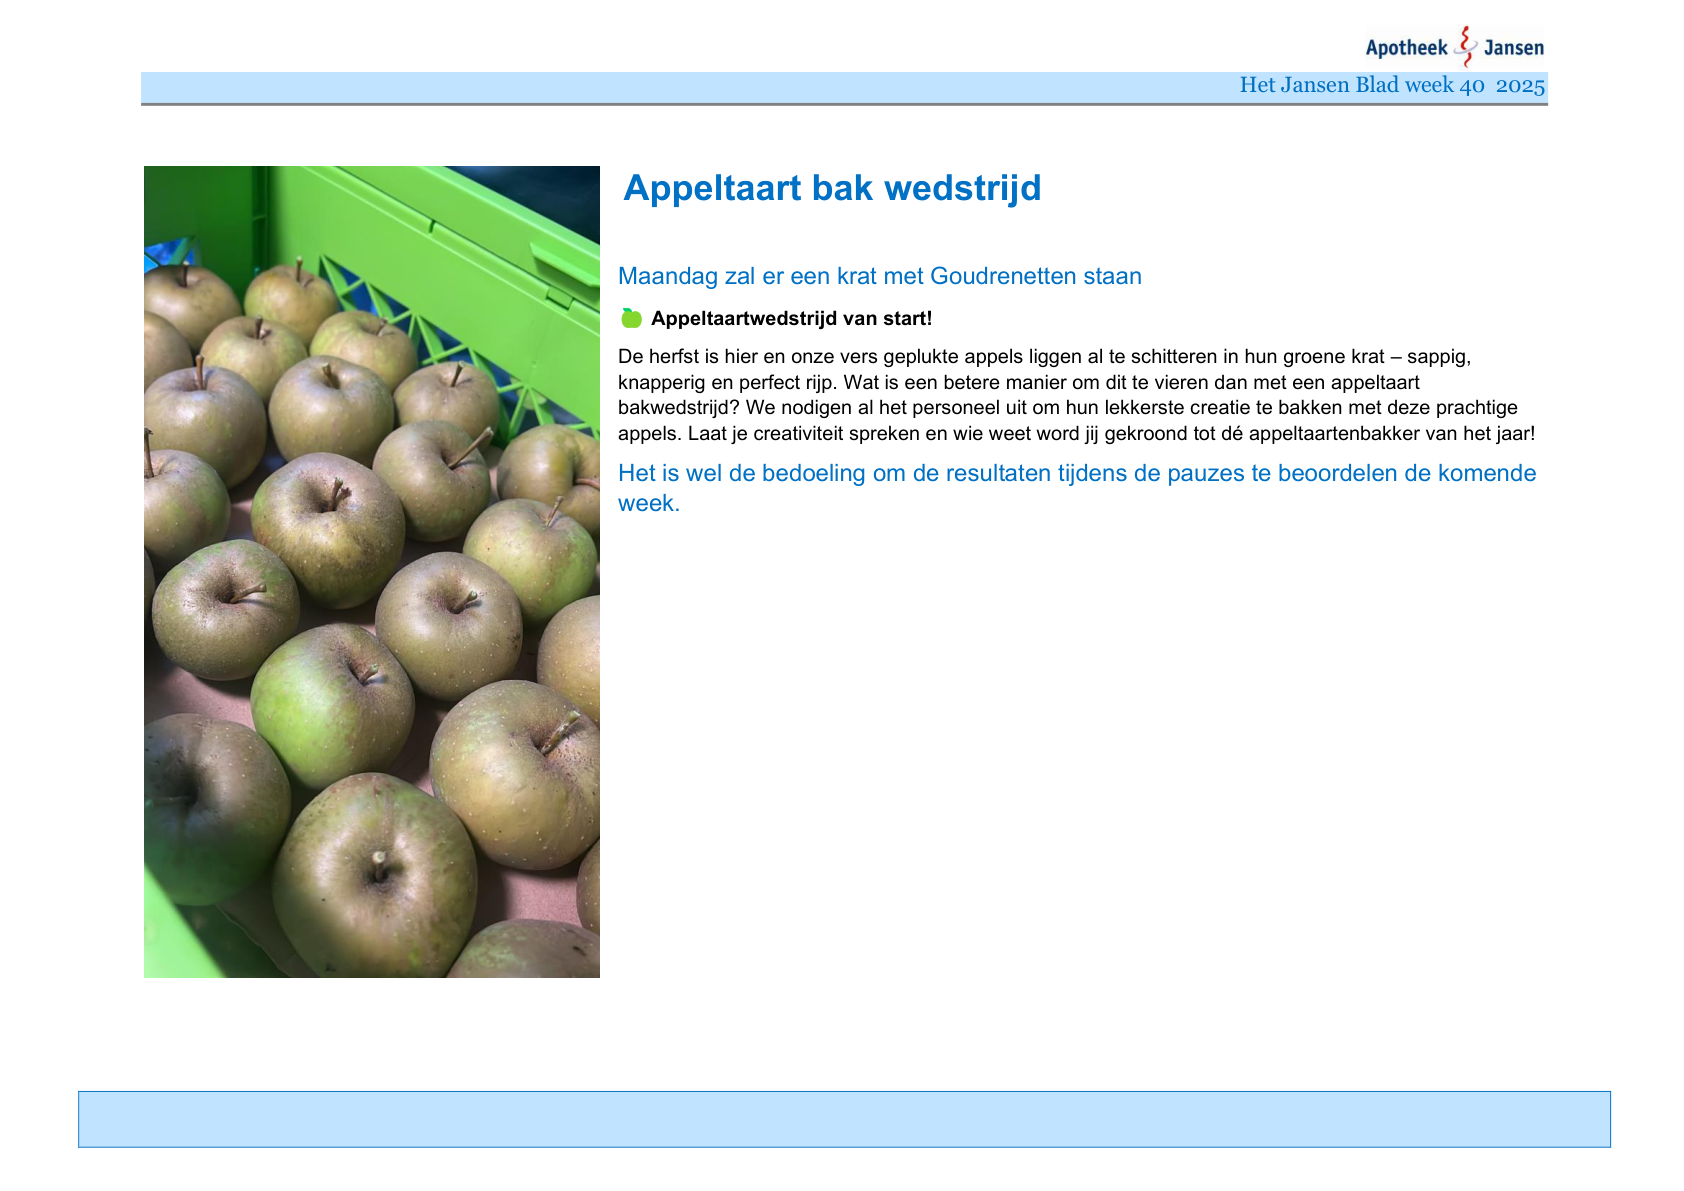 Apotheek Jansen
Het Jansen Blad week 40 2025
Appeltaart bak wedstrijd
Maandag zal er een krat met Goudrenetten staan
🍏 Appeltaartwedstrijd van start!
De herfst is hier en onze vers geplukte appels liggen al te schitteren in hun groene krat – sappig,
knapperig en perfect rijp. Wat is een betere manier om dit te vieren dan met een appeltaart
bakwedstrijd? We nodigen al het personeel uit om hun lekkerste creatie te bakken met deze prachtige
appels. Laat je creativiteit spreken en wie weet word jij gekroond tot dé appeltaartenbakker van het jaar!
Het is wel de bedoeling om de resultaten tijdens de pauzes te beoordelen de komende
week.